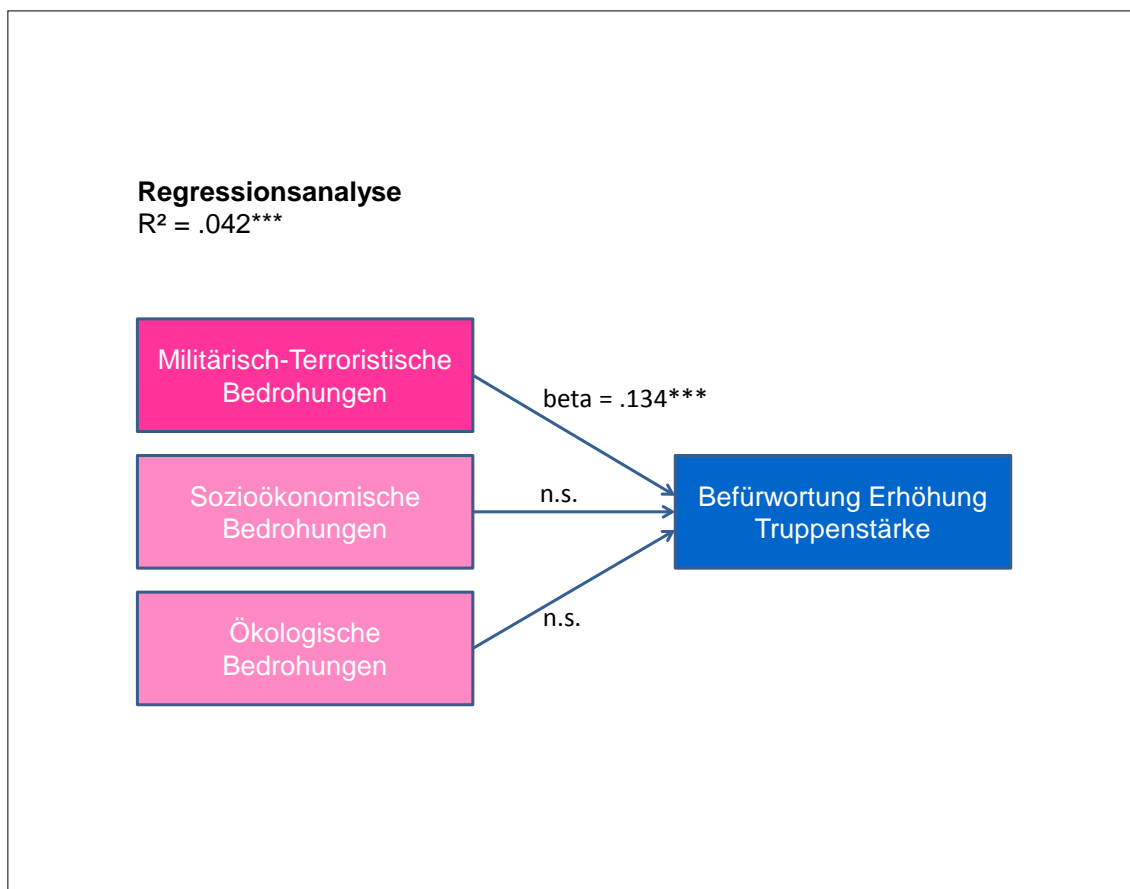 Regressionsanalyse
R² = .042***
Militärisch-Terroristische
Bedrohungen
beta = .134***
Sozioökonomische
Bedrohungen
n.s.
Befürwortung Erhöhung
Truppenstärke
Ökologische
Bedrohungen
n.s.